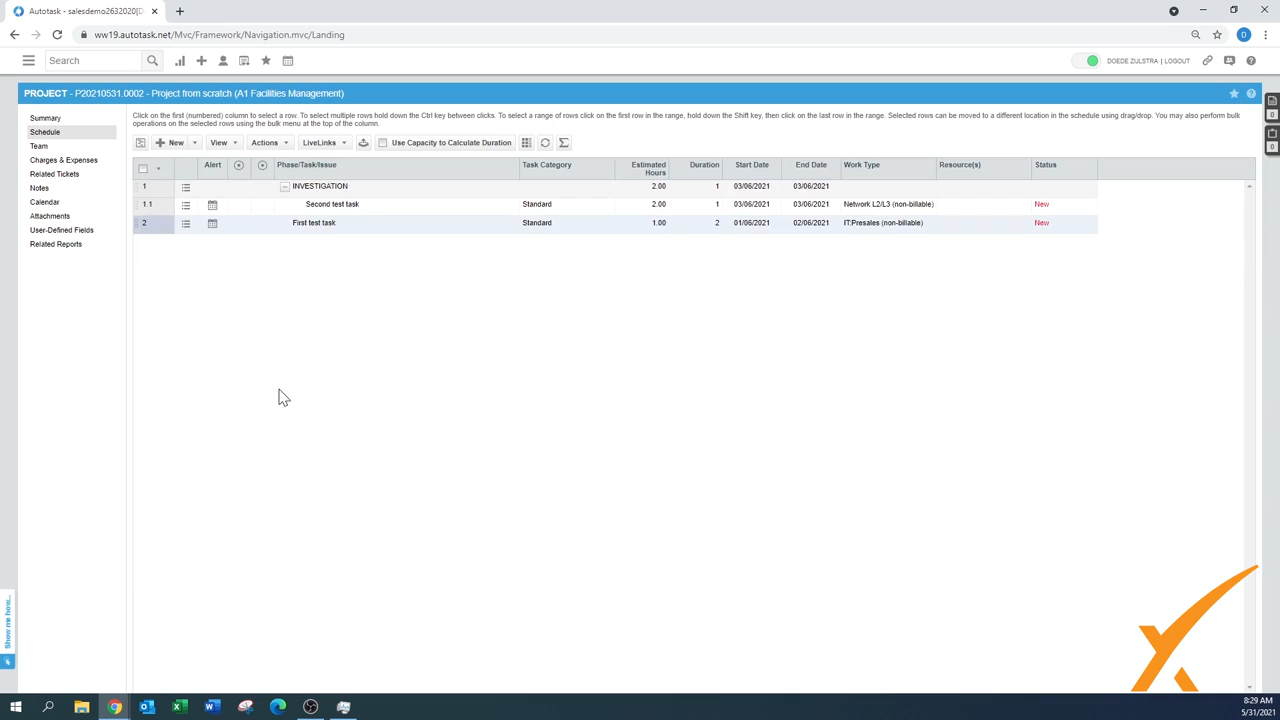 Autotask - salesdemo2632020[D
ww19.autotask.net/Mvc/Framework/Navigation.mvc/Landing
D
Search
DOEDE ZIJLSTRA | LOGOUT
PROJECT - P20210531.0002 - Project from scratch (A1 Facilities Management)
0
0
Summary
Schedule
Team
Charges & Expenses
Related Tickets
Notes
Calendar
Attachments
User-Defined Fields
Related Reports
Click on the first (numbered) column to select a row. To select multiple rows hold down the Ctrl key between clicks. To select a range of rows click on the first row in the range, hold down the Shift key, then click on the last row in the range. Selected rows can be moved to a different location in the schedule using drag/drop. You may also perform bulk
operations on the selected rows using the bulk menu at the top of the column.
New View Actions LiveLinks Use Capacity to Calculate Duration
Alert Phase/Task/Issue Task Category Estimated Hours Duration Start Date End Date Work Type Resource(s) Status
1 INVESTIGATION 2.00 1 03/06/2021 03/06/2021
1.1 Second test task Standard 2.00 1 03/06/2021 03/06/2021 Network L2/L3 (non-billable) New
2 First test task Standard 1.00 2 01/06/2021 02/06/2021 IT:Presales (non-billable) New
Show me how...
8:29 AM
5/31/2021